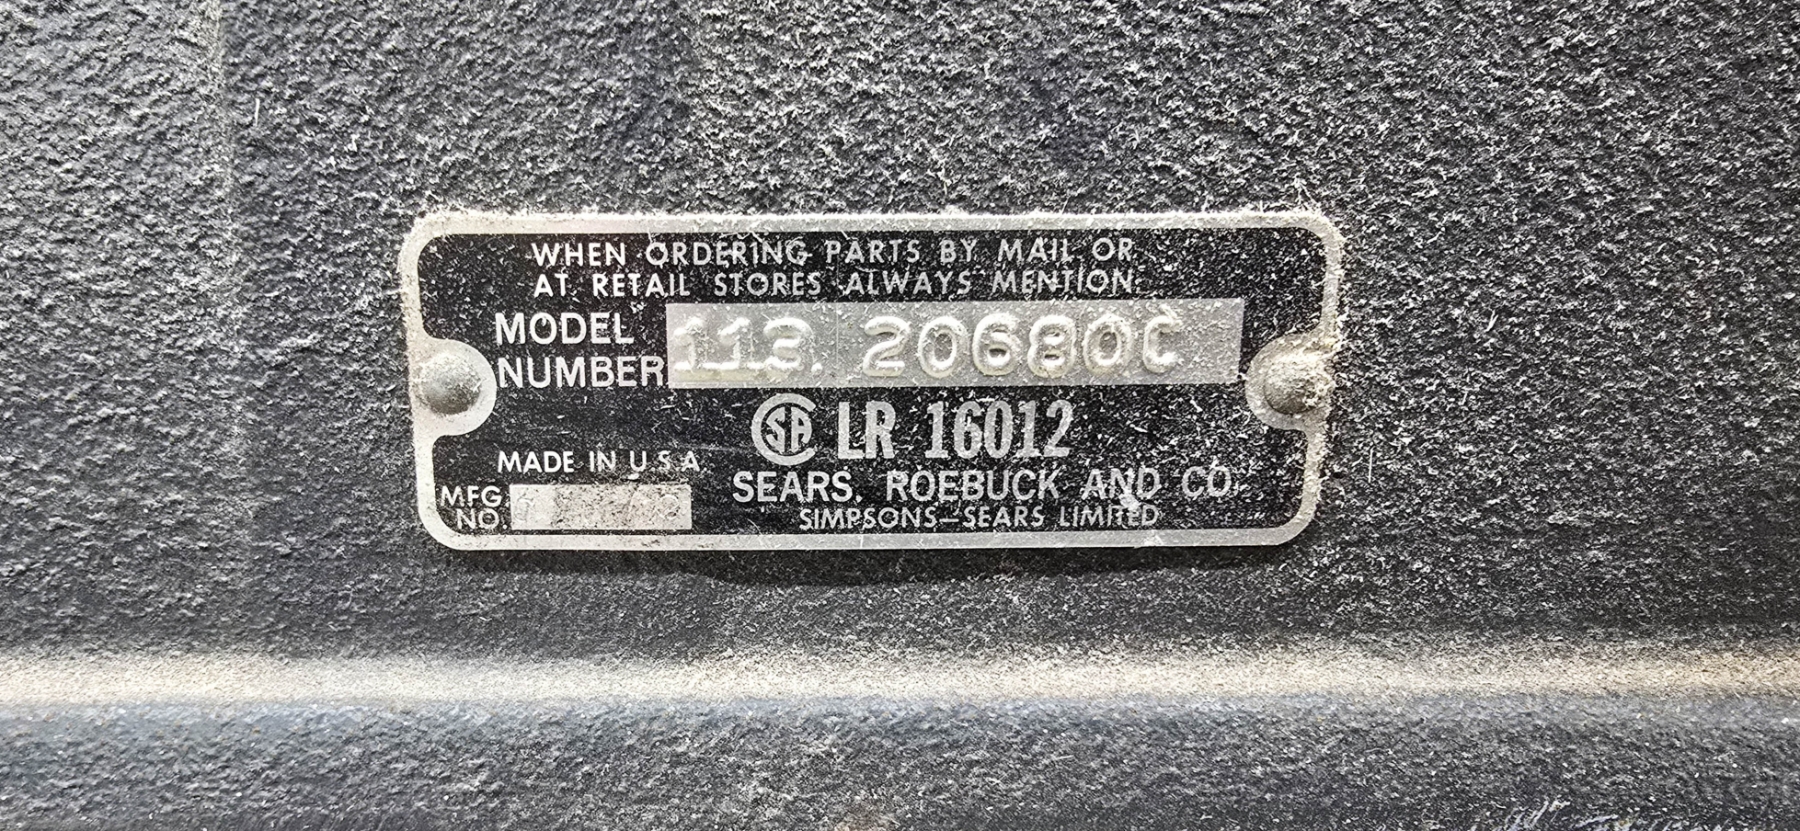 WHEN ORDERING PARTS BY MAIL OR
AT RETAIL STORES ALWAYS MENTION
MODEL NUMBER 113. 20680C
SA LR 16012
MADE IN U S A
SEARS, ROEBUCK AND CO.
MFG. NO.
SIMPSONS-SEARS LIMITED